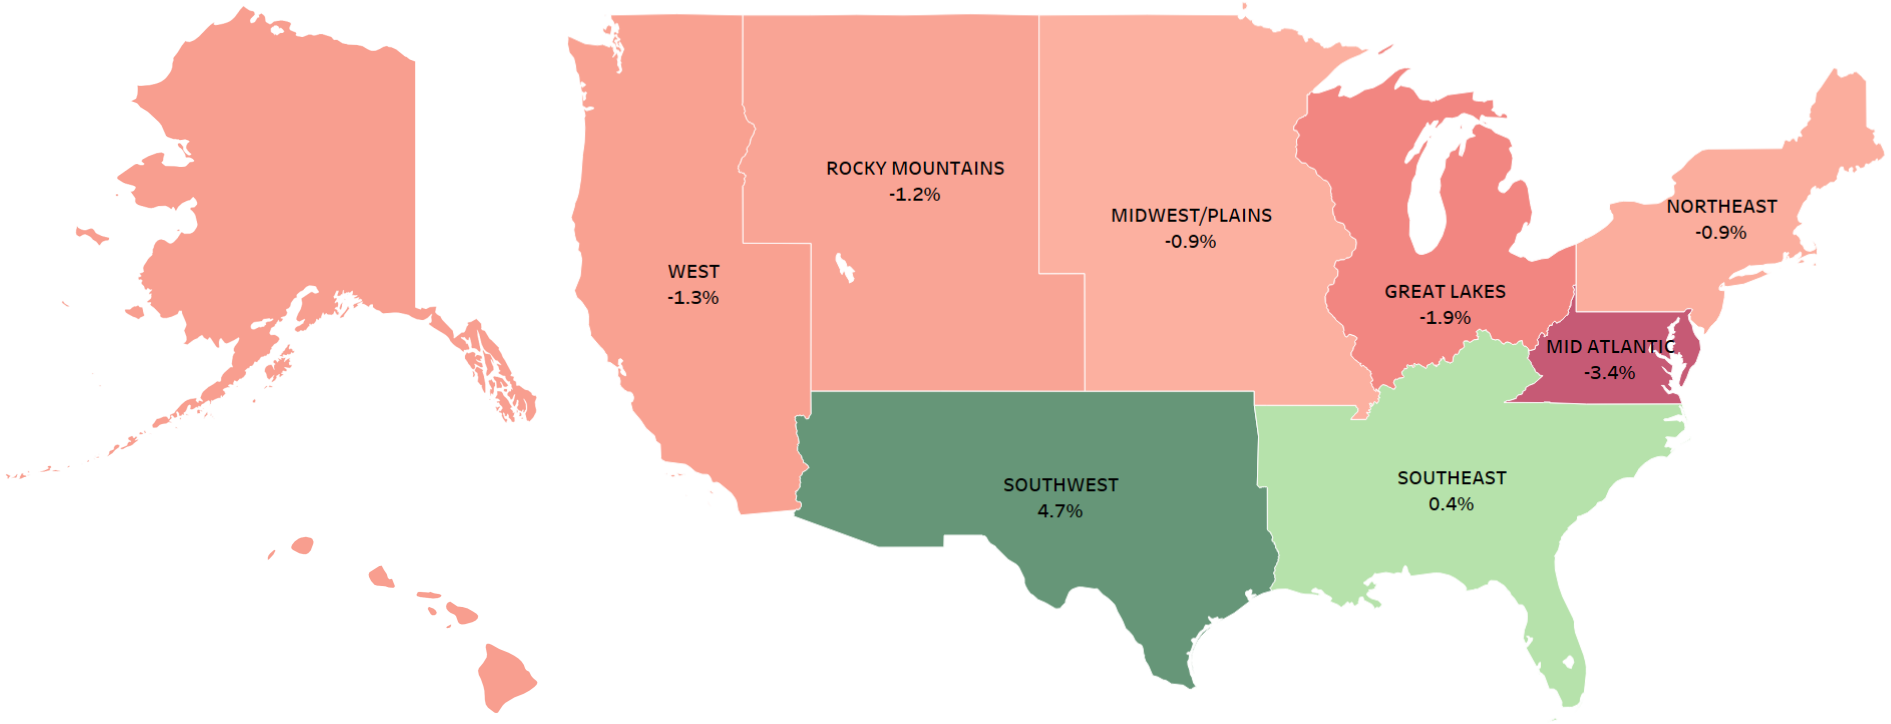 ROCKY MOUNTAINS
-1.2%
MIDWEST/PLAINS
-0.9%
NORTHEAST
-0.9%
WEST
-1.3%
GREAT LAKES
-1.9%
MID ATLANTIC
-3.4%
SOUTHWEST
4.7%
SOUTHEAST
0.4%